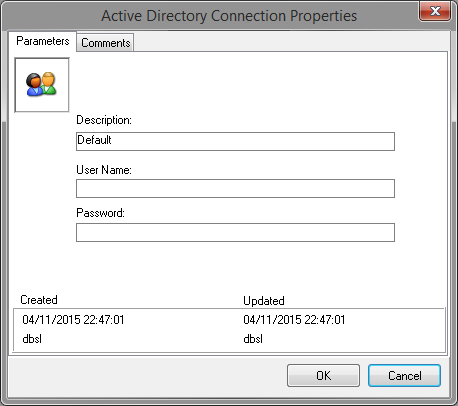 Active Directory Connection Properties
Parameters Comments
Description:
Default
User Name:
Password:
Created Updated
04/11/2015 22:47:01 04/11/2015 22:47:01
dbsl dbsl
OK Cancel